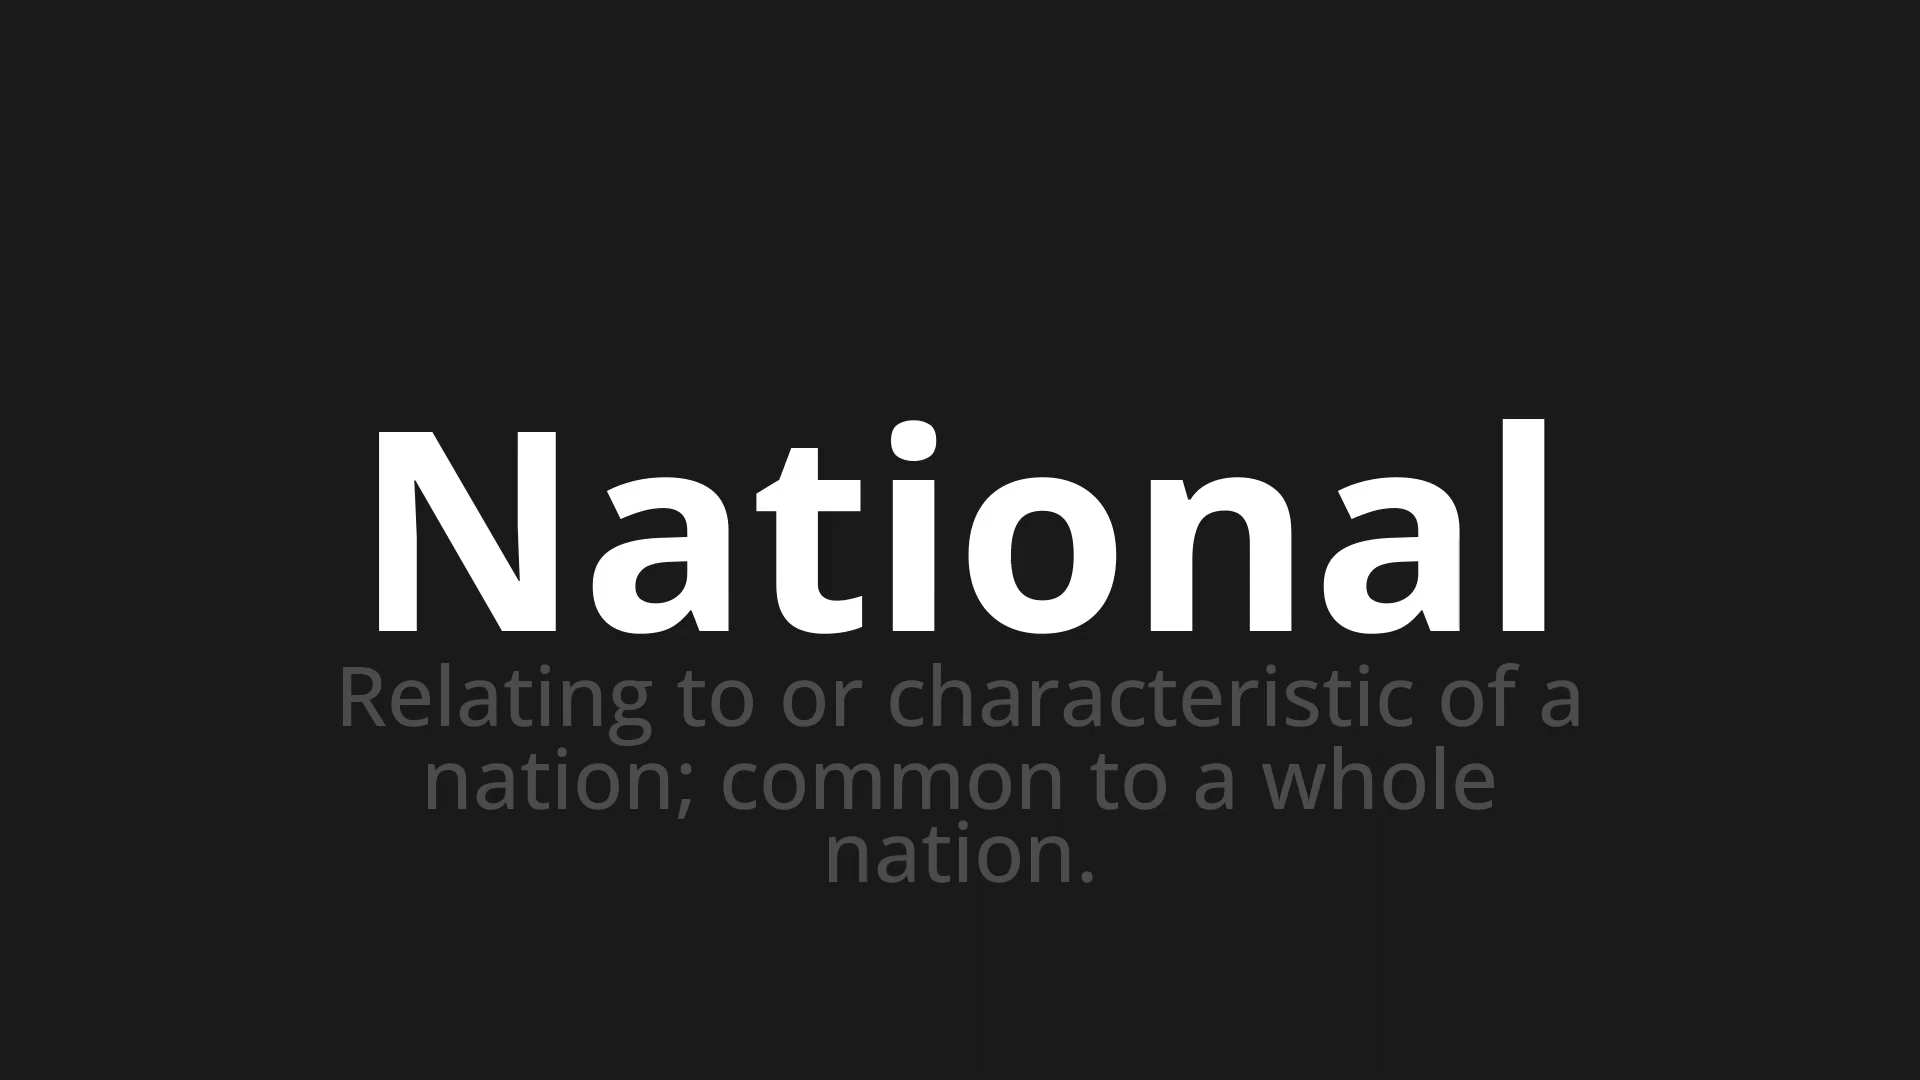 National
Relating to or characteristic of a
nation; common to a whole
nation.